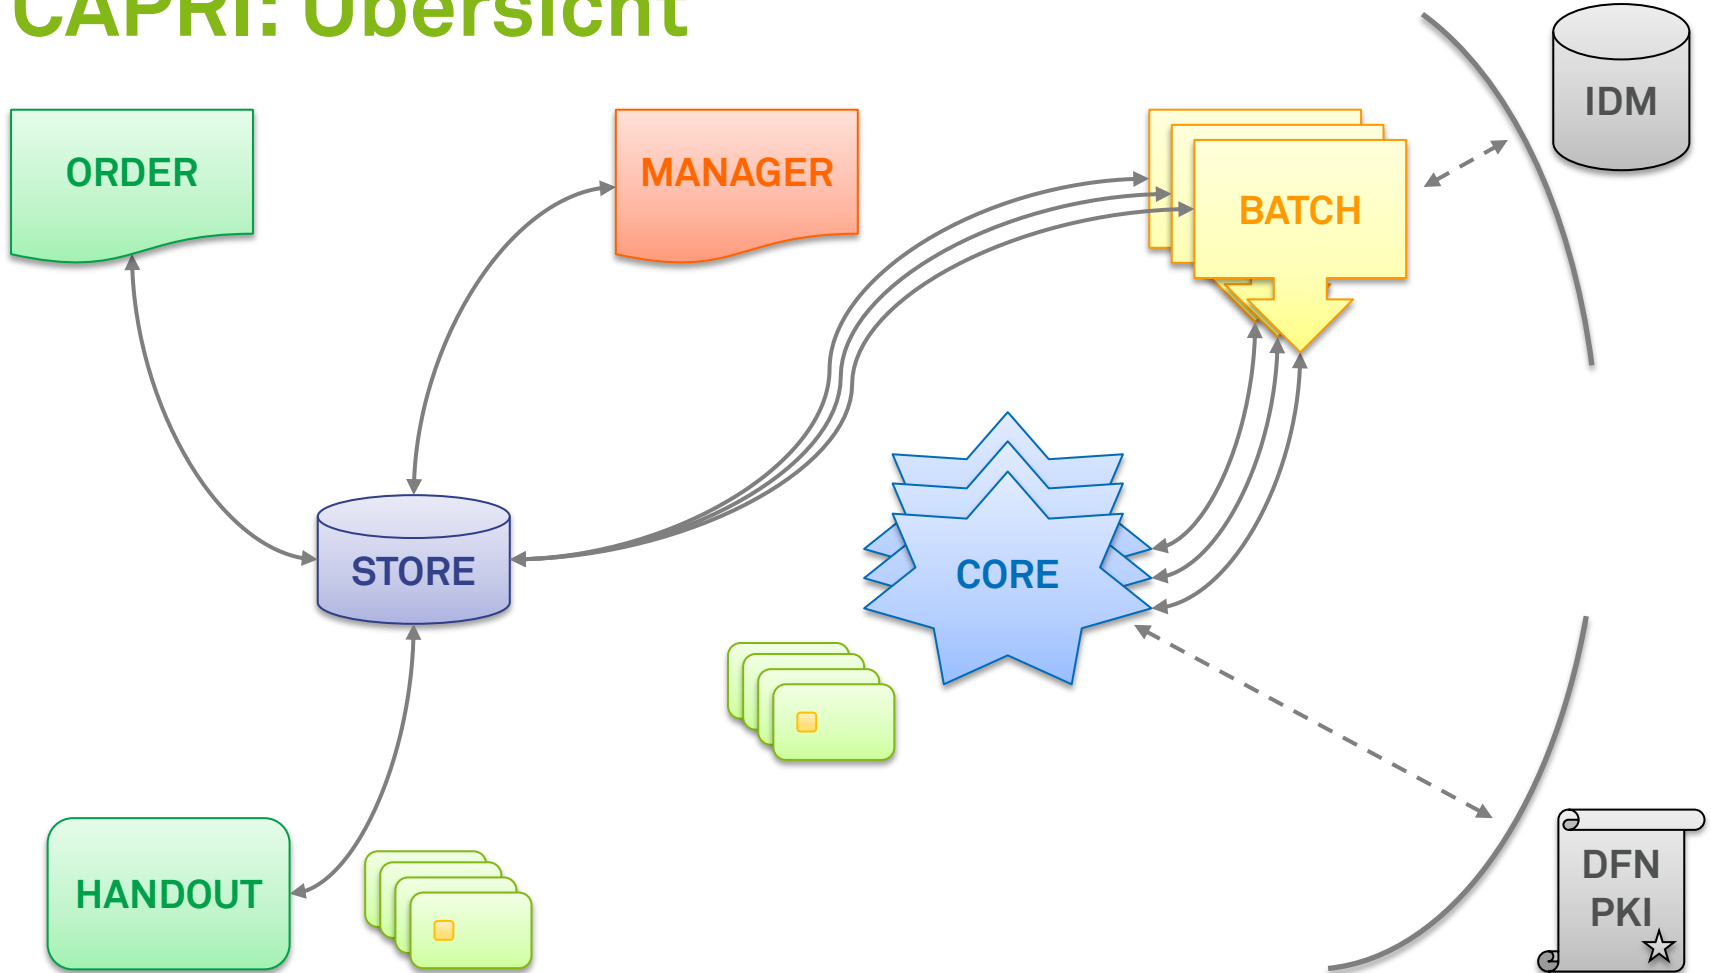 CAPRI: Übersicht
IDM
ORDER
MANAGER
BATCH
STORE
CORE
HANDOUT
DFN
PKI